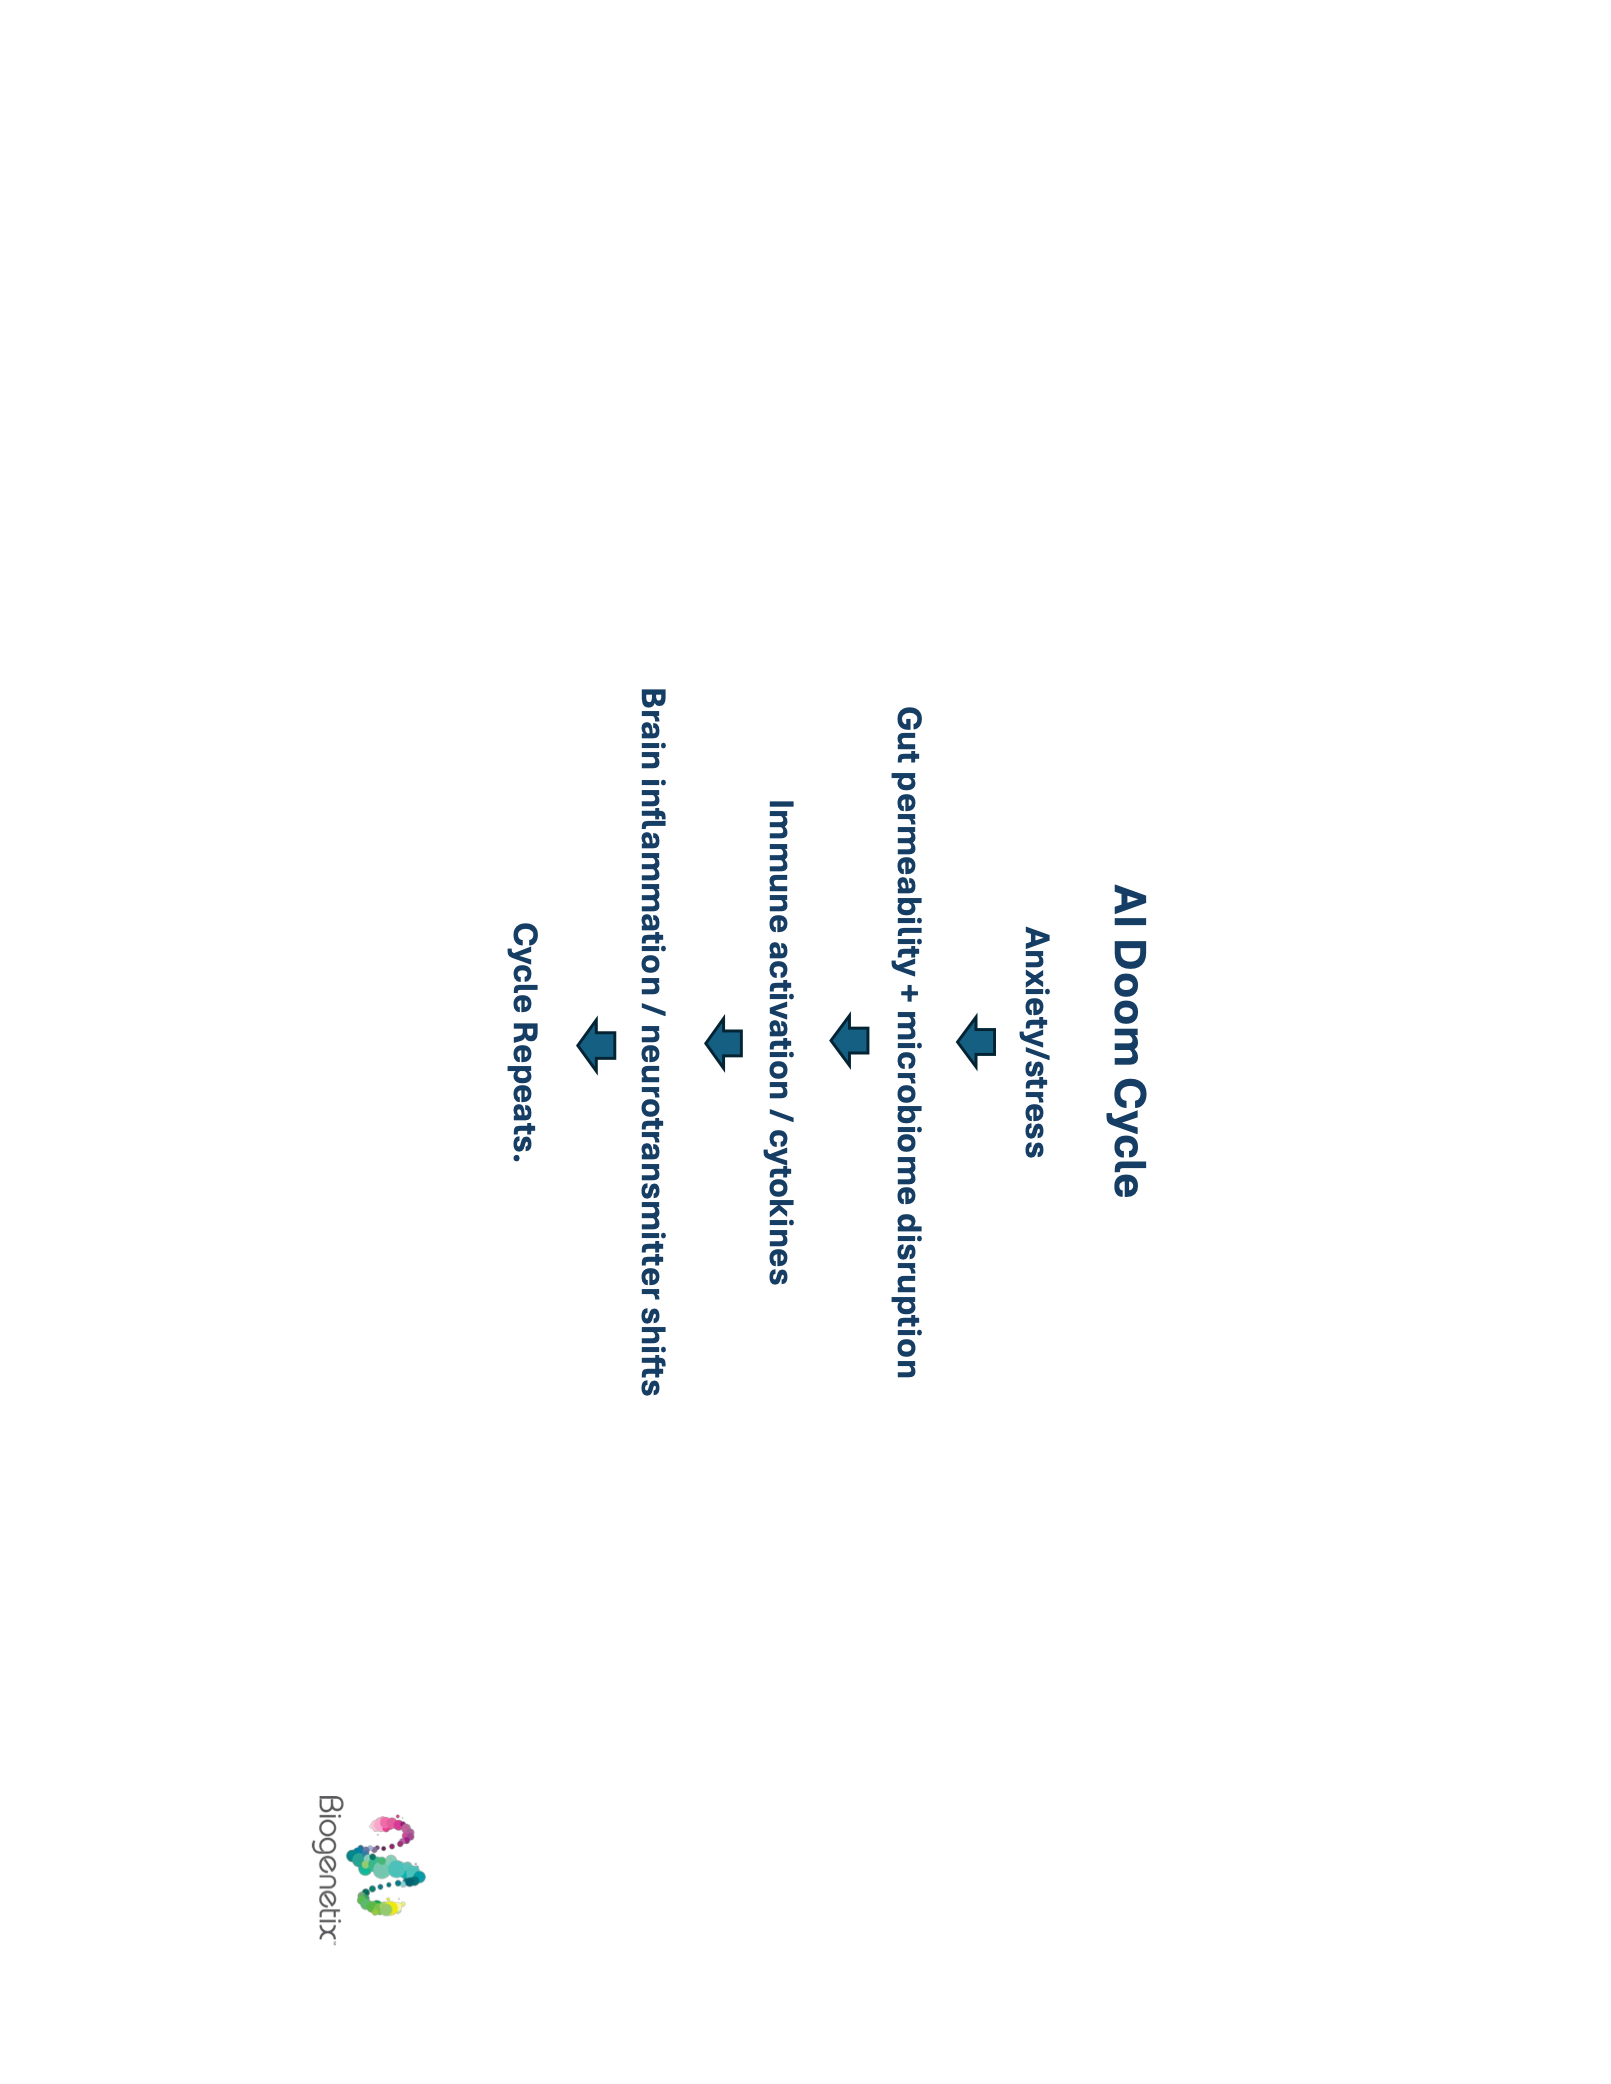 AI Doom Cycle
Anxiety/stress
Gut permeability + microbiome disruption
Immune activation / cytokines
Brain inflammation / neurotransmitter shifts
Cycle Repeats.
Biogenetix